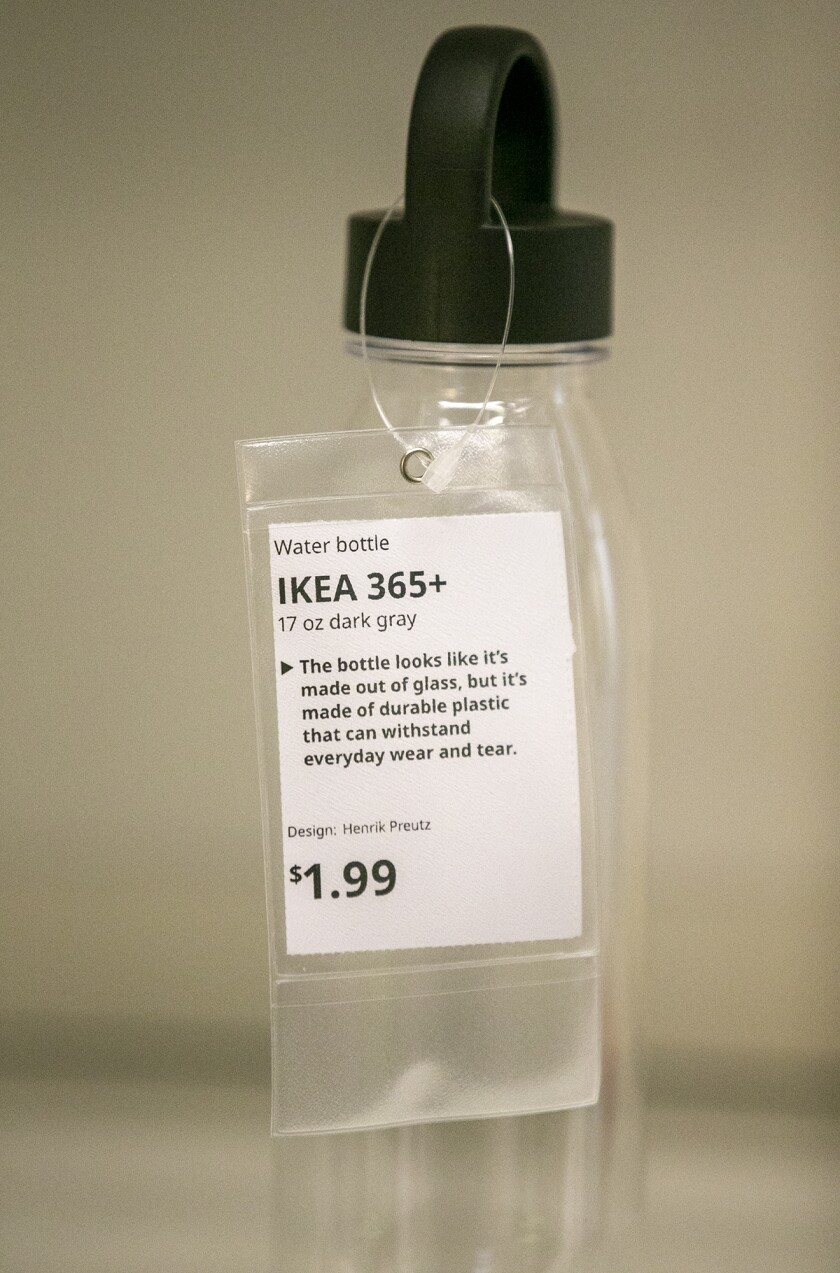 Water bottle
IKEA 365+
17 oz dark gray
▶ The bottle looks like it's
made out of glass, but it's
made of durable plastic
that can withstand
everyday wear and tear.
Design: Henrik Preutz
$1.99